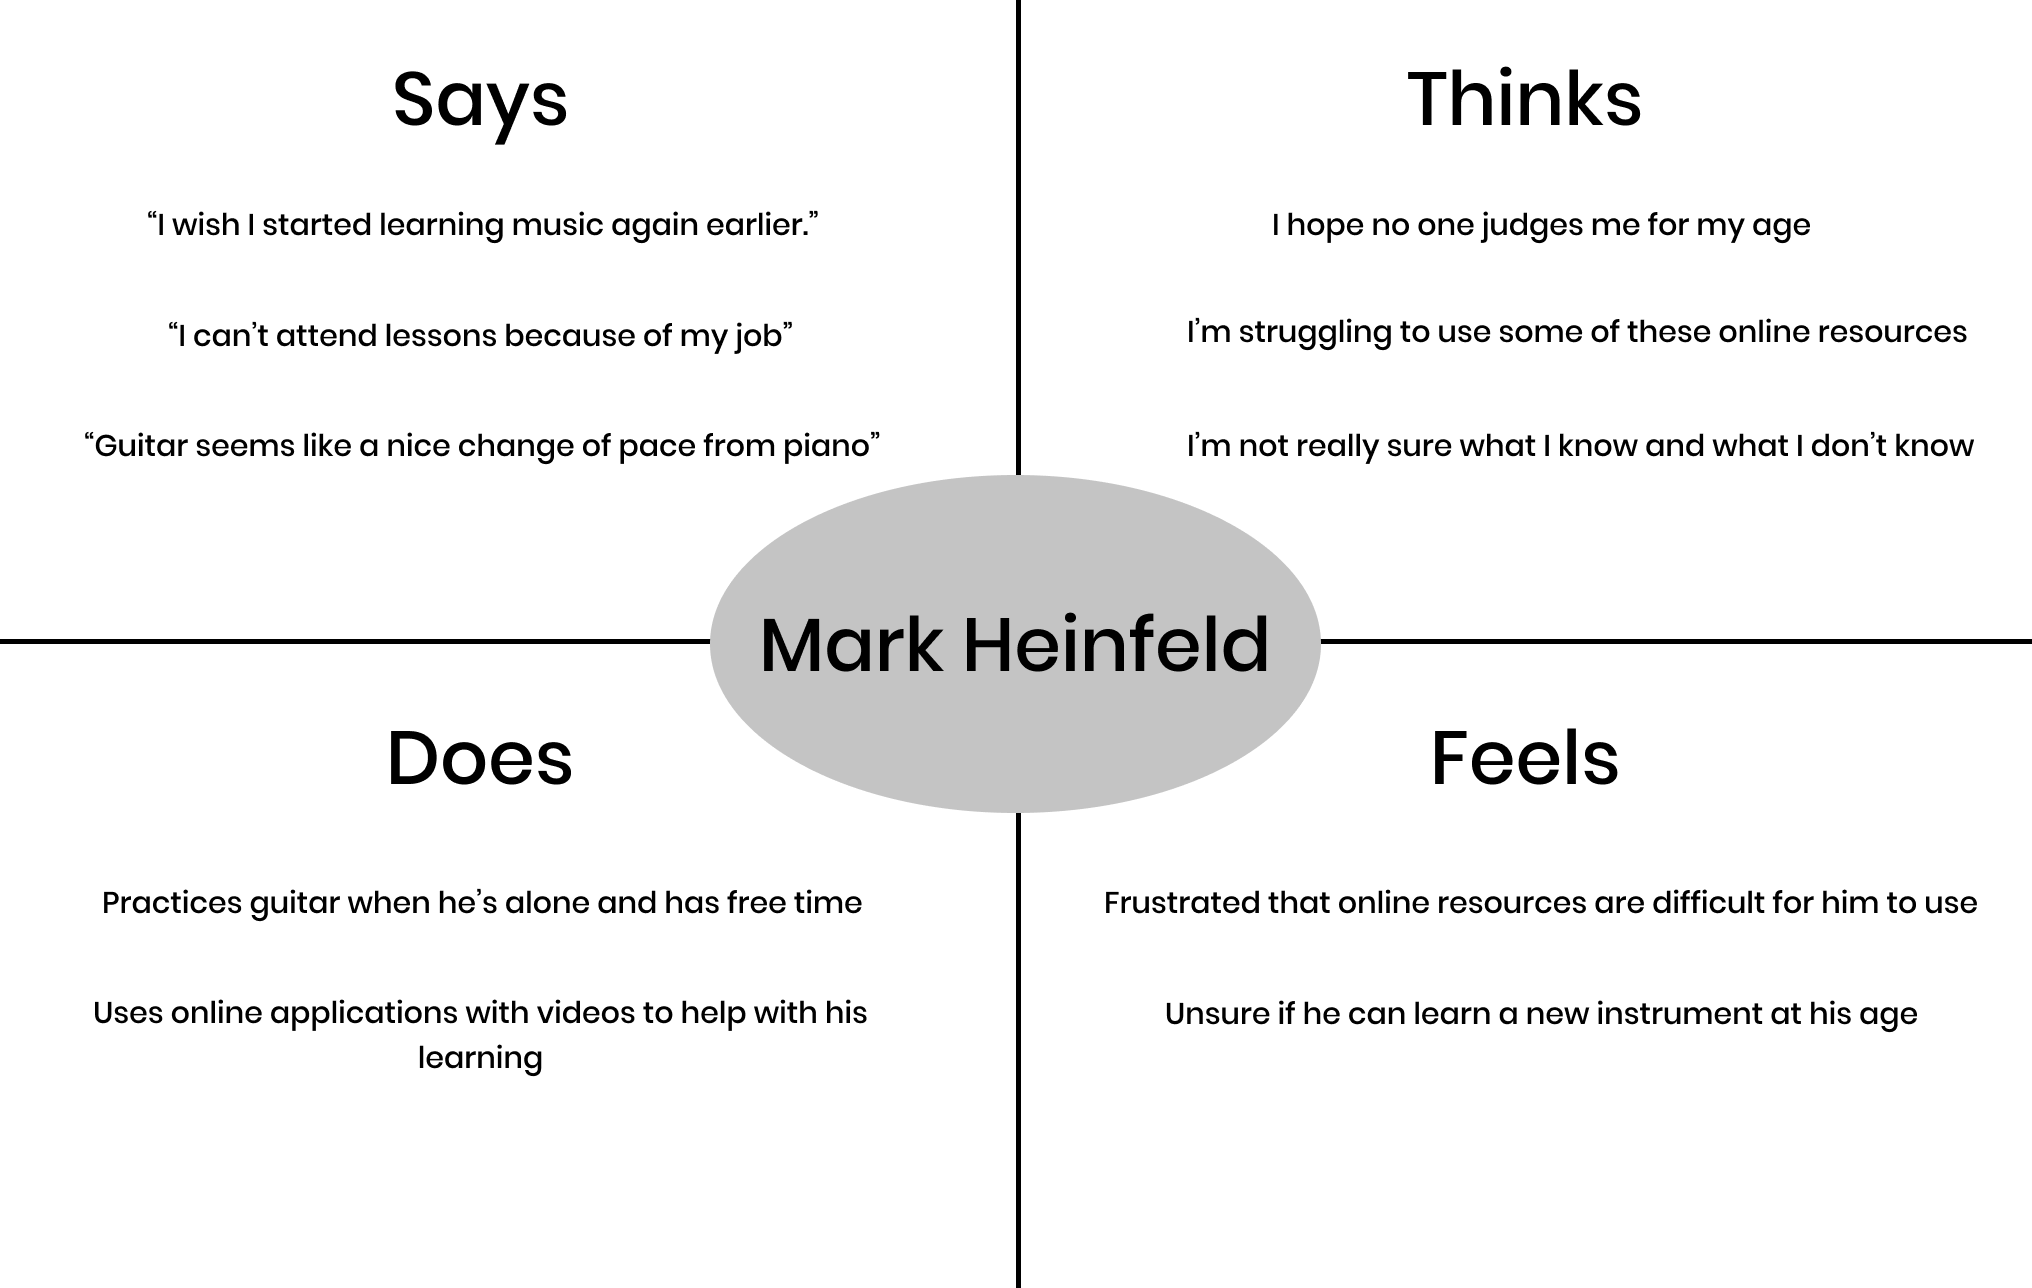 Says
“I wish I started learning music again earlier.”
“I can’t attend lessons because of my job”
“Guitar seems like a nice change of pace from piano”
Thinks
I hope no one judges me for my age
I’m struggling to use some of these online resources
I’m not really sure what I know and what I don’t know
Mark Heinfeld
Does
Practices guitar when he’s alone and has free time
Uses online applications with videos to help with his
learning
Feels
Frustrated that online resources are difficult for him to use
Unsure if he can learn a new instrument at his age